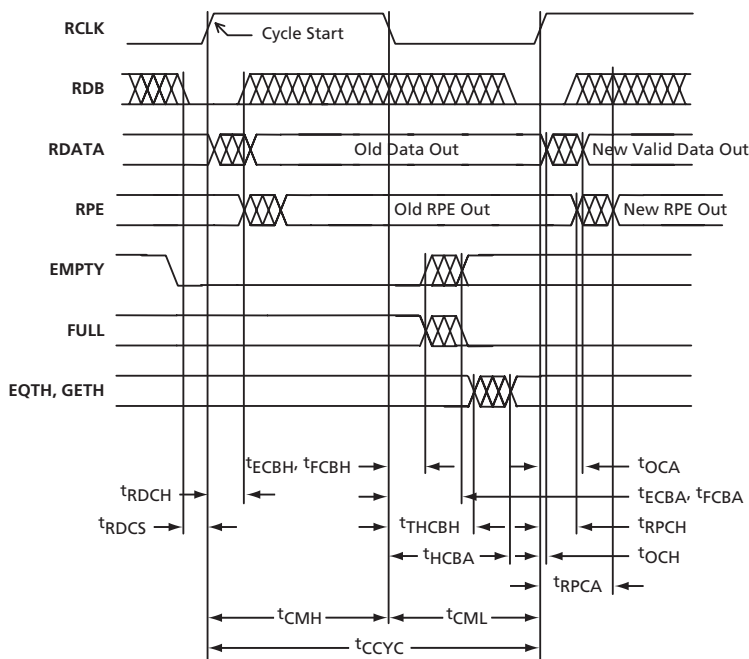 RCLK
Cycle Start
RDB
RDATA
Old Data Out
New Valid Data Out
RPE
Old RPE Out
New RPE Out
EMPTY
FULL
EQTH, GETH
tECBH, tFCBH
tOCA
tRDCH
tECBA, tFCBA
tRDCS
tTHCBH
tRPCH
tHCBA
tOCH
tRPCA
tCMH
tCML
tCCYC